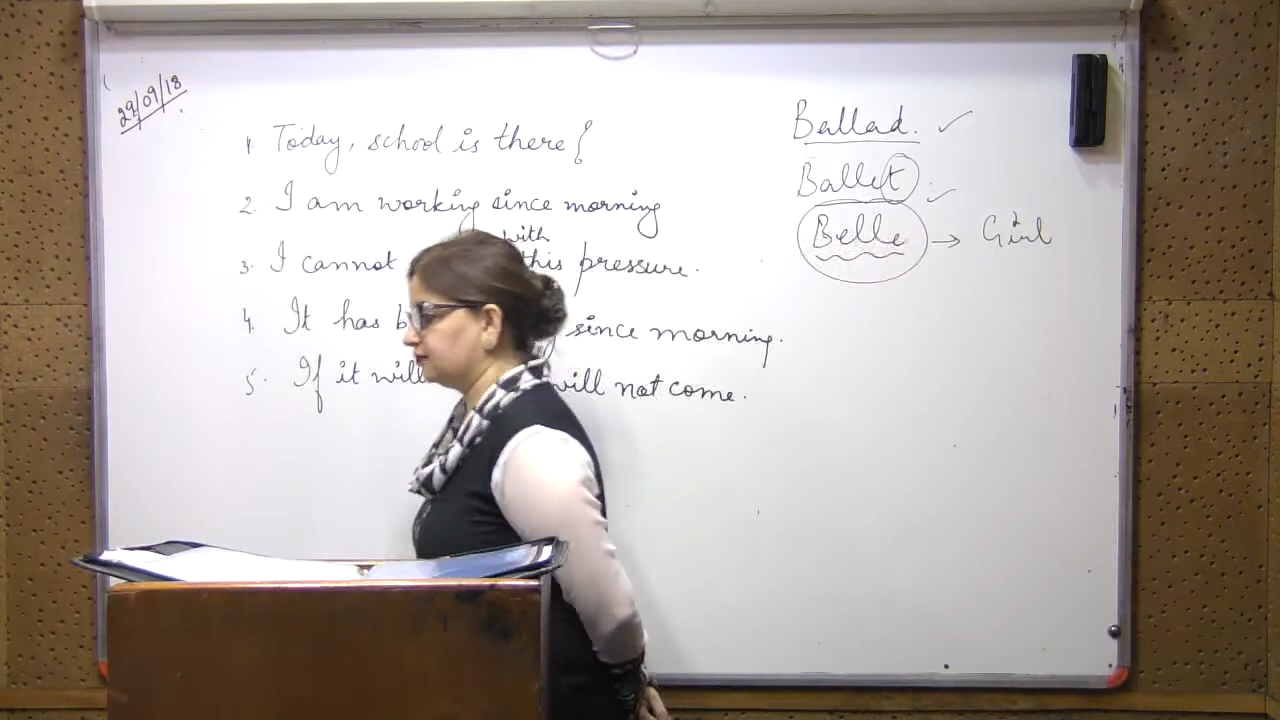 29/09/18
1. Today, school is there
2. I am working since morning
with
3. I cannot this pressure.
4. It has since morning.
5. If it will will not come.
Ballad.
Ballet
Belle → Girl